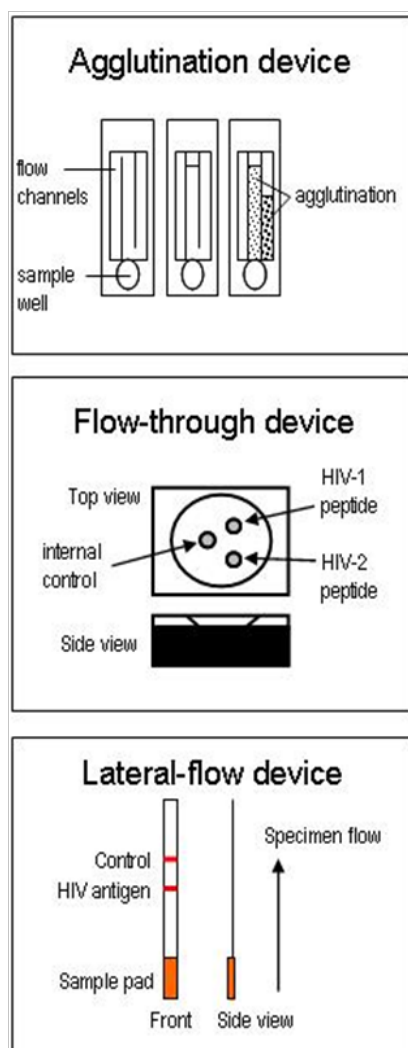 Agglutination device
flow
channels
agglutination
sample
well
Flow-through device
Top view
HIV-1
peptide
internal
control
HIV-2
peptide
Side view
Lateral-flow device
Specimen flow
Control
HIV antigen
Sample pad
Front
Side view